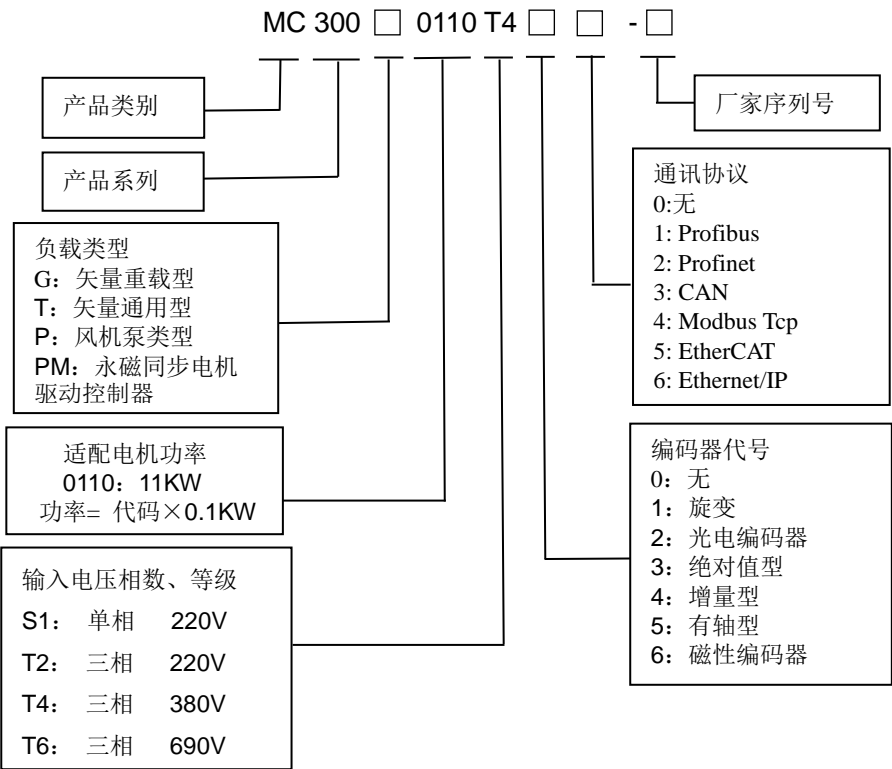 MC 300 □ 0110 T4 □ □ - □
产品类别
厂家序列号
产品系列
通讯协议
0:无
1: Profibus
2: Profinet
3: CAN
4: Modbus Tcp
5: EtherCAT
6: Ethernet/IP
负载类型
G：矢量重载型
T：矢量通用型
P：风机泵类型
PM：永磁同步电机
驱动控制器
适配电机功率
0110：11KW
功率= 代码×0.1KW
编码器代号
0：无
1：旋变
2：光电编码器
3：绝对值型
4：增量型
5：有轴型
6：磁性编码器
输入电压相数、等级
S1： 单相 220V
T2： 三相 220V
T4： 三相 380V
T6： 三相 690V